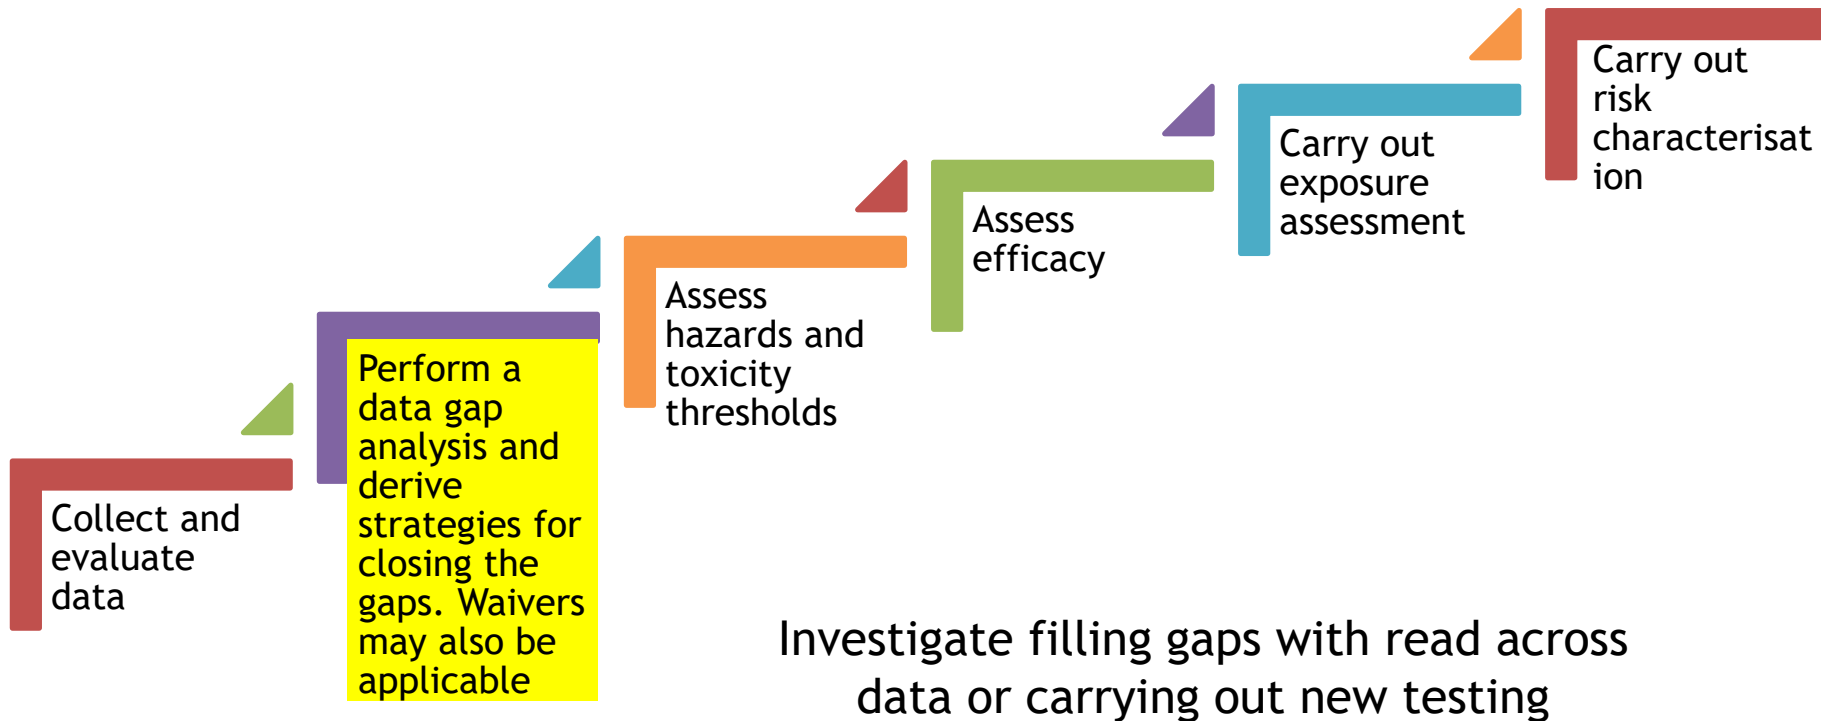 Collect and
evaluate
data
Perform a
data gap
analysis and
derive
strategies for
closing the
gaps. Waivers
may also be
applicable
Assess
hazards and
toxicity
thresholds
Assess
efficacy
Carry out
exposure
assessment
Carry out
risk
characterisat
ion
Investigate filling gaps with read across
data or carrying out new testing